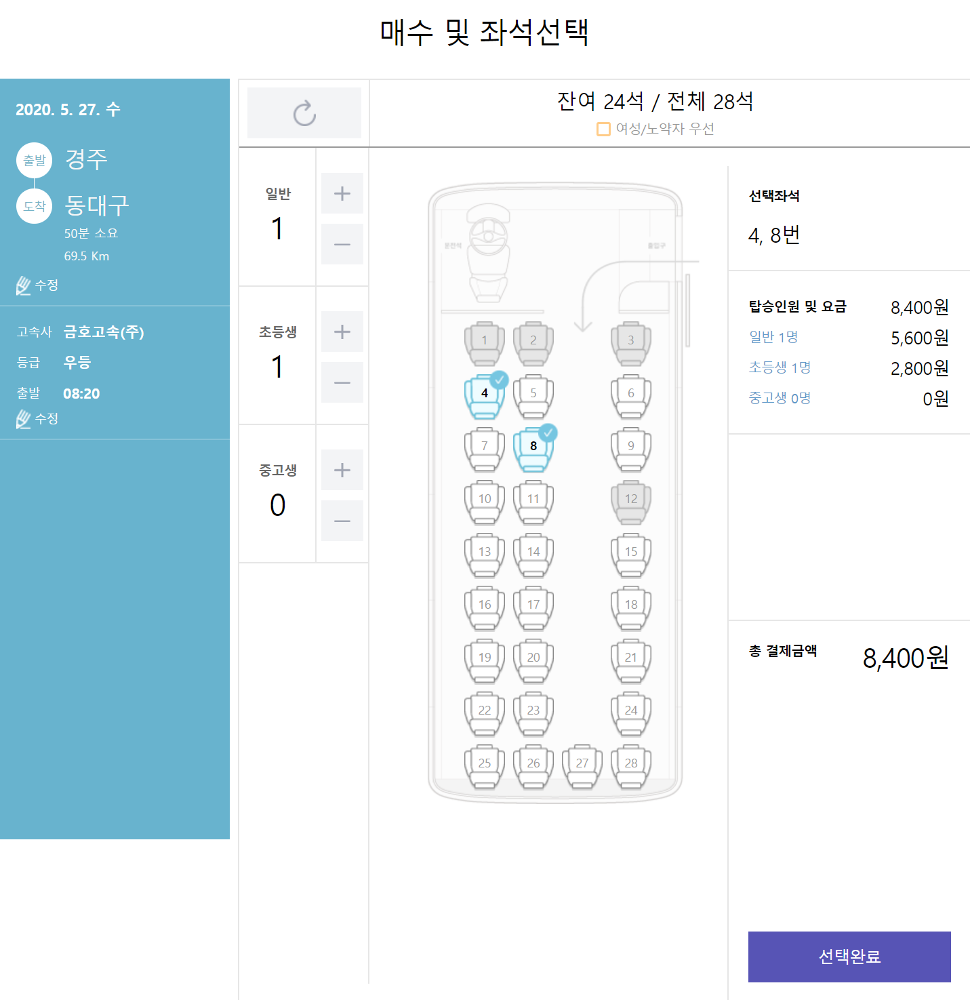 매수 및 좌석선택
2020. 5. 27. 수
출발 경주
도착 동대구
50분 소요
69.5 Km
수정
고속사 금호고속(주)
등급 우등
출발 08:20
수정
잔여 24석 / 전체 28석
여성/노약자 우선
일반
1
초등생
1
중고생
0
운전석 출입구
1 2 3
4 5 6
7 8 9
10 11 12
13 14 15
16 17 18
19 20 21
22 23 24
25 26 27 28
선택좌석
4, 8번
탑승인원 및 요금 8,400원
일반 1명 5,600원
초등생 1명 2,800원
중고생 0명 0원
총 결제금액 8,400원
선택완료